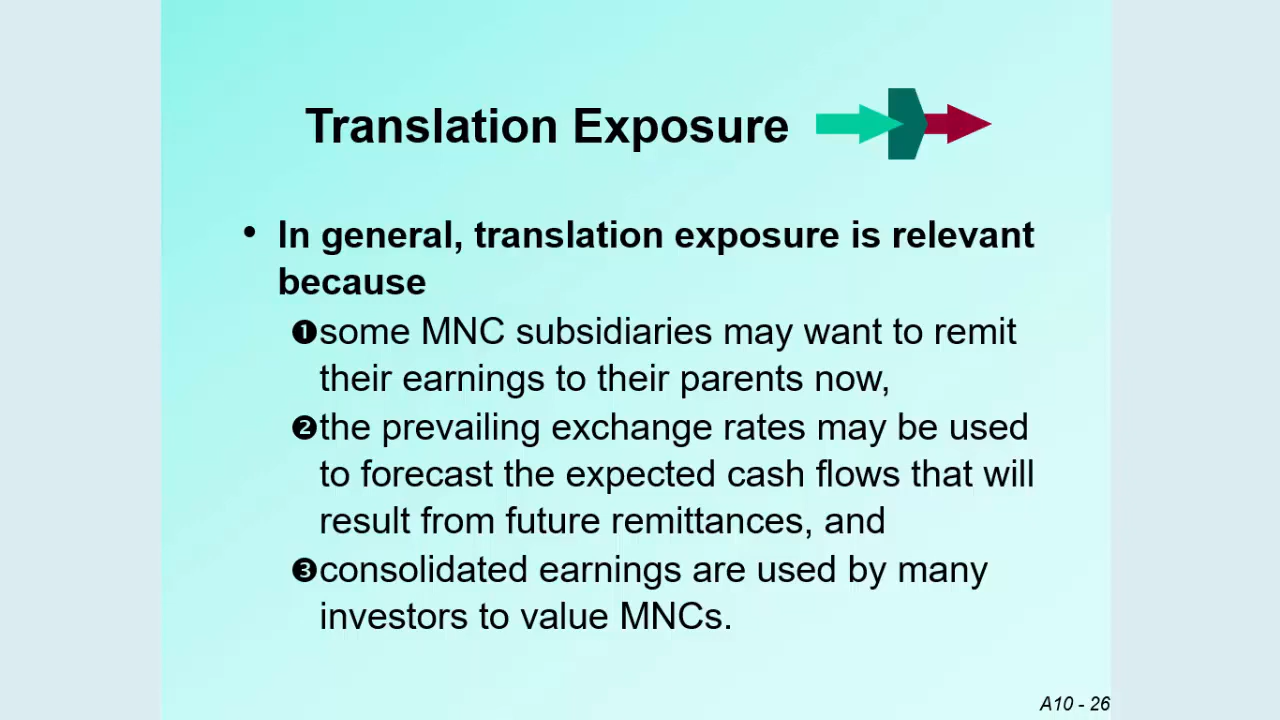 Translation Exposure
• In general, translation exposure is relevant
because
❶some MNC subsidiaries may want to remit
their earnings to their parents now,
❷the prevailing exchange rates may be used
to forecast the expected cash flows that will
result from future remittances, and
❸consolidated earnings are used by many
investors to value MNCs.
A10 - 26